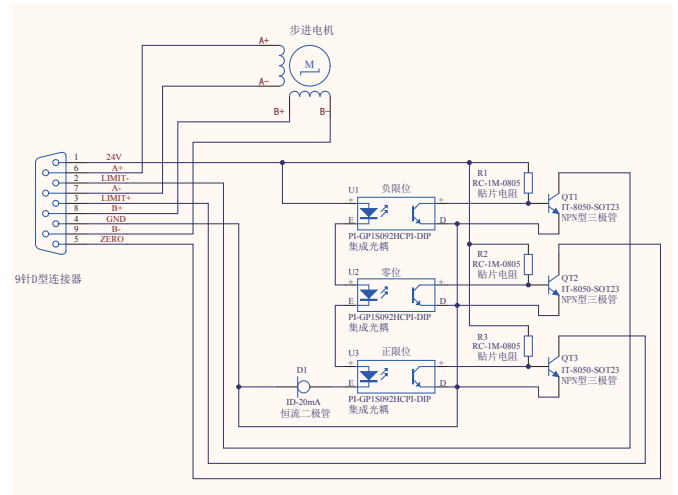 步进电机
A+
M
A-
B+
B-
1 24V
6 A+
2 LIMIT-
7 A-
3 LIMIT+
8 B+
4 GND
9 B-
5 ZERO
9针D型连接器
U1 负限位
+ +
E D
PI-GP1S092HCPI-DIP
集成光耦
R1
RC-1M-0805
贴片电阻
QT1
IT-8050-SOT23
NPN型三极管
U2 零位
+ +
E D
PI-GP1S092HCPI-DIP
集成光耦
R2
RC-1M-0805
贴片电阻
QT2
IT-8050-SOT23
NPN型三极管
U3 正限位
+ +
E D
PI-GP1S092HCPI-DIP
集成光耦
R3
RC-1M-0805
贴片电阻
QT3
IT-8050-SOT23
NPN型三极管
D1
ID-20mA
恒流二极管